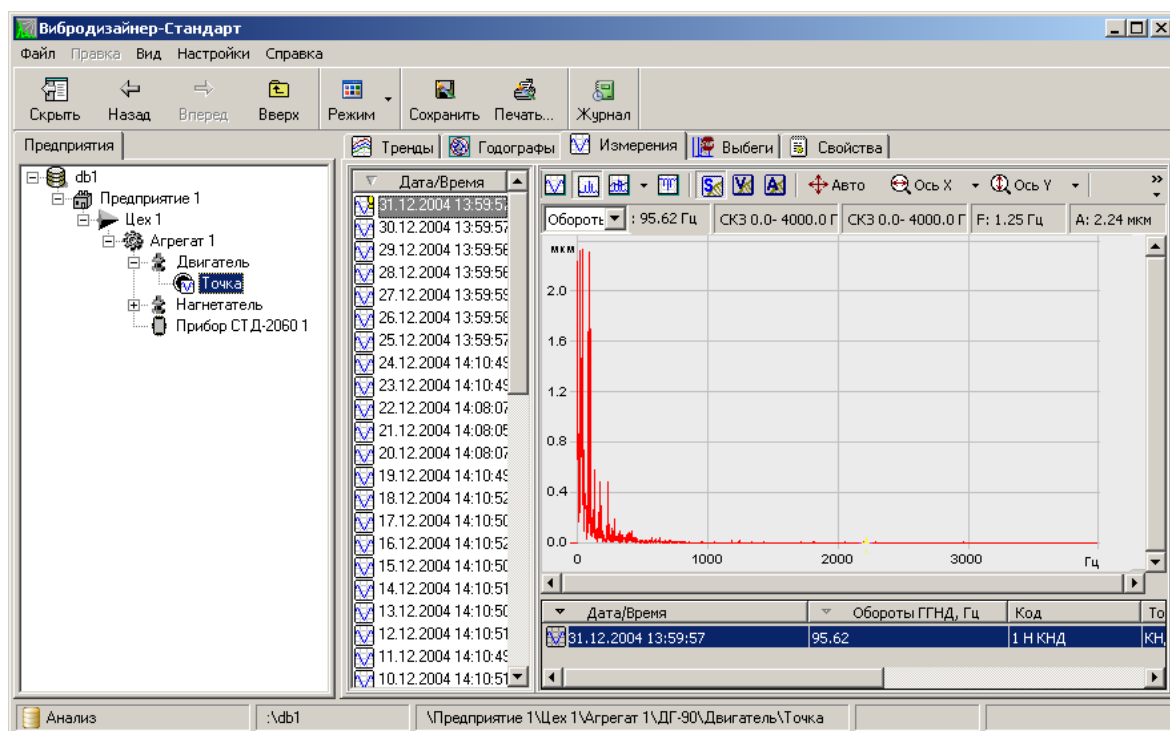 Вибродизайнер-Стандарт
Файл Правка Вид Настройки Справка
Скрыть Назад Вперед Вверх Режим Сохранить Печать... Журнал
Предприятия
Тренды Годографы Измерения Выбеги Свойства
db1
Предприятие 1
Цех 1
Агрегат 1
Двигатель
Точка
Нагнетатель
Прибор СТД-2060 1
Дата/Время
31.12.2004 13:59:57
30.12.2004 13:59:57
29.12.2004 13:59:56
28.12.2004 13:59:56
27.12.2004 13:59:59
26.12.2004 13:59:58
25.12.2004 13:59:57
24.12.2004 14:10:49
23.12.2004 14:10:49
22.12.2004 14:08:07
21.12.2004 14:08:05
20.12.2004 14:08:07
19.12.2004 14:10:49
18.12.2004 14:10:52
17.12.2004 14:10:50
16.12.2004 14:10:52
15.12.2004 14:10:50
14.12.2004 14:10:51
13.12.2004 14:10:50
12.12.2004 14:10:51
11.12.2004 14:10:49
10.12.2004 14:10:51
S V A Авто Ось X Ось Y »
Обороты : 95.62 Гц СКЗ 0.0- 4000.0 Г СКЗ 0.0- 4000.0 Г F: 1.25 Гц A: 2.24 мкм
мкм
2.0
1.6
1.2
0.8
0.4
0.0
0 1000 2000 3000 Гц
Дата/Время Обороты ГГНД, Гц Код То
31.12.2004 13:59:57 95.62 1 Н КНД КН,
Анализ :\db1 \Предприятие 1\Цех 1\Агрегат 1\ДГ-90\Двигатель\Точка